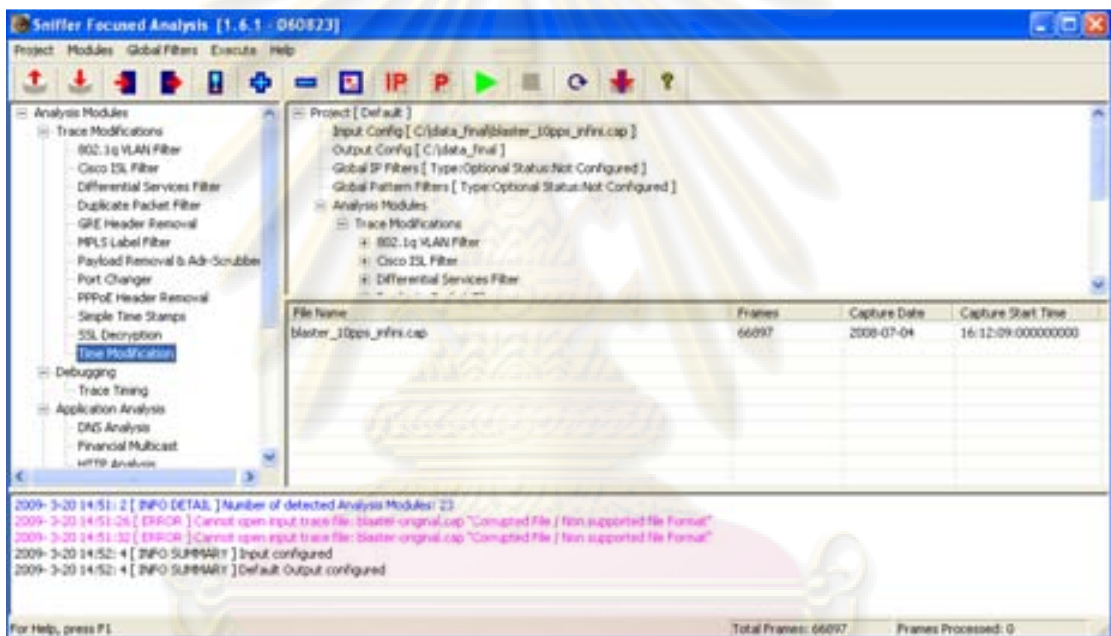 Sniffer Focused Analysis [1.6.1 - 060823]
Project Modules Global Filters Execute Help
IP P ?
Analysis Modules
Trace Modifications
802.1q VLAN Filter
Cisco ISL Filter
Differential Services Filter
Duplicate Packet Filter
GRE Header Removal
MPLS Label Filter
Payload Removal & Adr-Scrubber
Port Changer
PPPoE Header Removal
Simple Time Stamps
SSL Decryption
Time Modification
Debugging
Trace Timing
Application Analysis
DNS Analysis
Financial Multicast
HTTP Analysis
Project [ Default ]
Input Config [ C:\data_final\blaster_10pps_infini.cap ]
Output Config [ C:\data_final ]
Global IP Filters [ Type:Optional Status:Not Configured ]
Global Pattern Filters [ Type:Optional Status:Not Configured ]
Analysis Modules
Trace Modifications
802.1q VLAN Filter
Cisco ISL Filter
Differential Services Filter
File Name Frames Capture Date Capture Start Time
blaster_10pps_infini.cap 66897 2008-07-04 16:12:09:000000000
2009- 3-20 14:51: 2 [ INFO DETAIL ] Number of detected Analysis Modules: 23
2009- 3-20 14:51:26 [ ERROR ] Cannot open input trace file: blaster-original.cap "Corrupted File / Non supported file Format"
2009- 3-20 14:51:32 [ ERROR ] Cannot open input trace file: blaster-original.cap "Corrupted File / Non supported file Format"
2009- 3-20 14:52: 4 [ INFO SUMMARY ] Input configured
2009- 3-20 14:52: 4 [ INFO SUMMARY ] Default Output configured
For Help, press F1 Total Frames: 66897 Frames Processed: 0